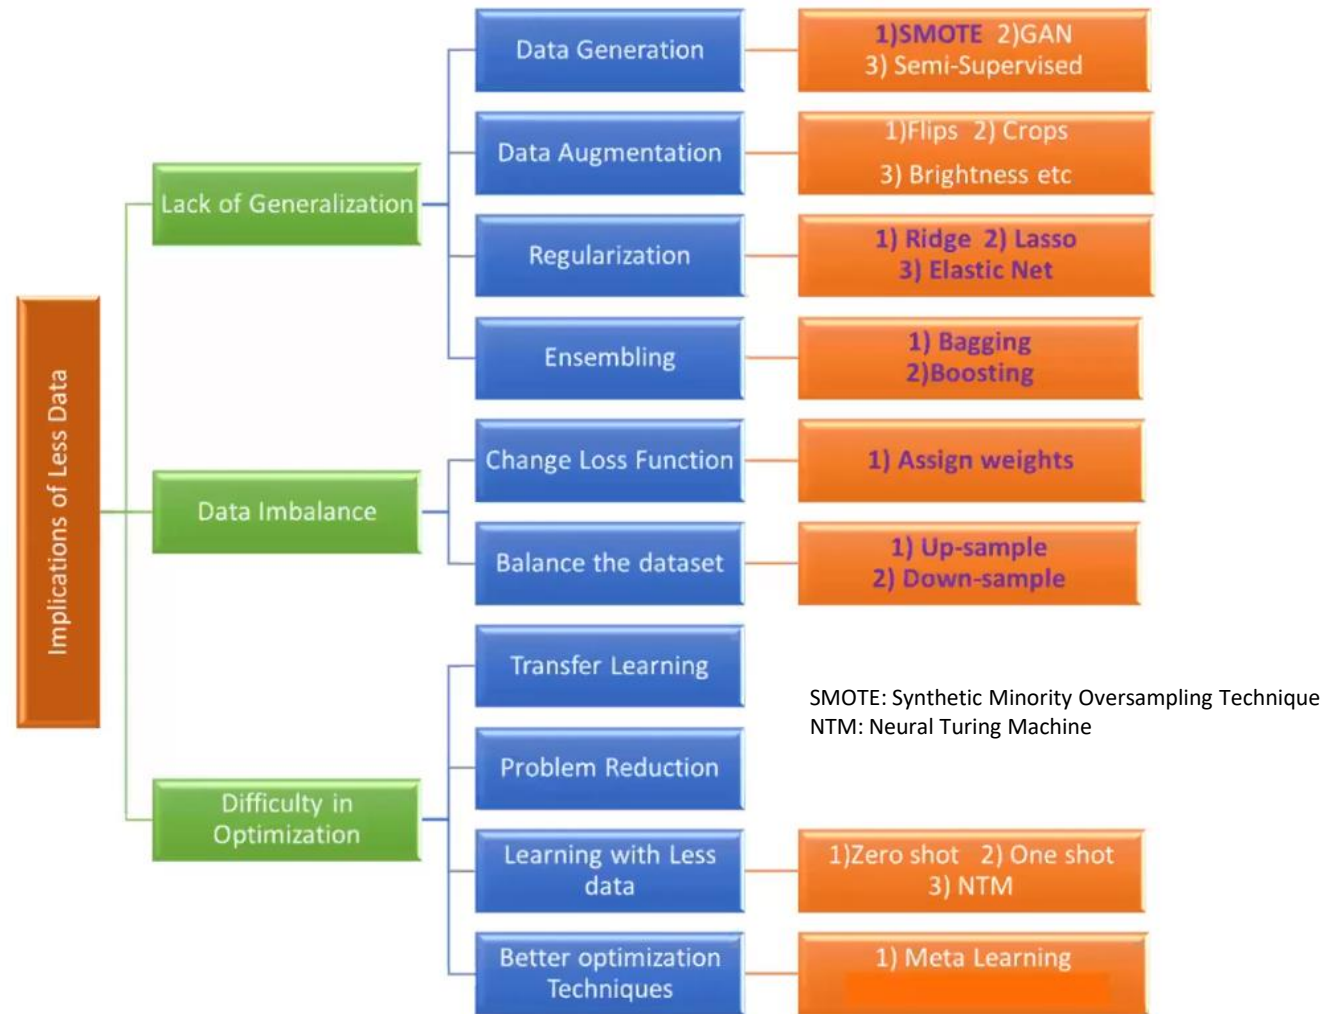 Implications of Less Data
Lack of Generalization
Data Generation
1)SMOTE 2)GAN
3) Semi-Supervised
Data Augmentation
1)Flips 2) Crops
3) Brightness etc
Regularization
1) Ridge 2) Lasso
3) Elastic Net
Ensembling
1) Bagging
2)Boosting
Data Imbalance
Change Loss Function
1) Assign weights
Balance the dataset
1) Up-sample
2) Down-sample
Difficulty in
Optimization
Transfer Learning
Problem Reduction
Learning with Less
data
1)Zero shot 2) One shot
3) NTM
Better optimization
Techniques
1) Meta Learning
SMOTE: Synthetic Minority Oversampling Technique
NTM: Neural Turing Machine